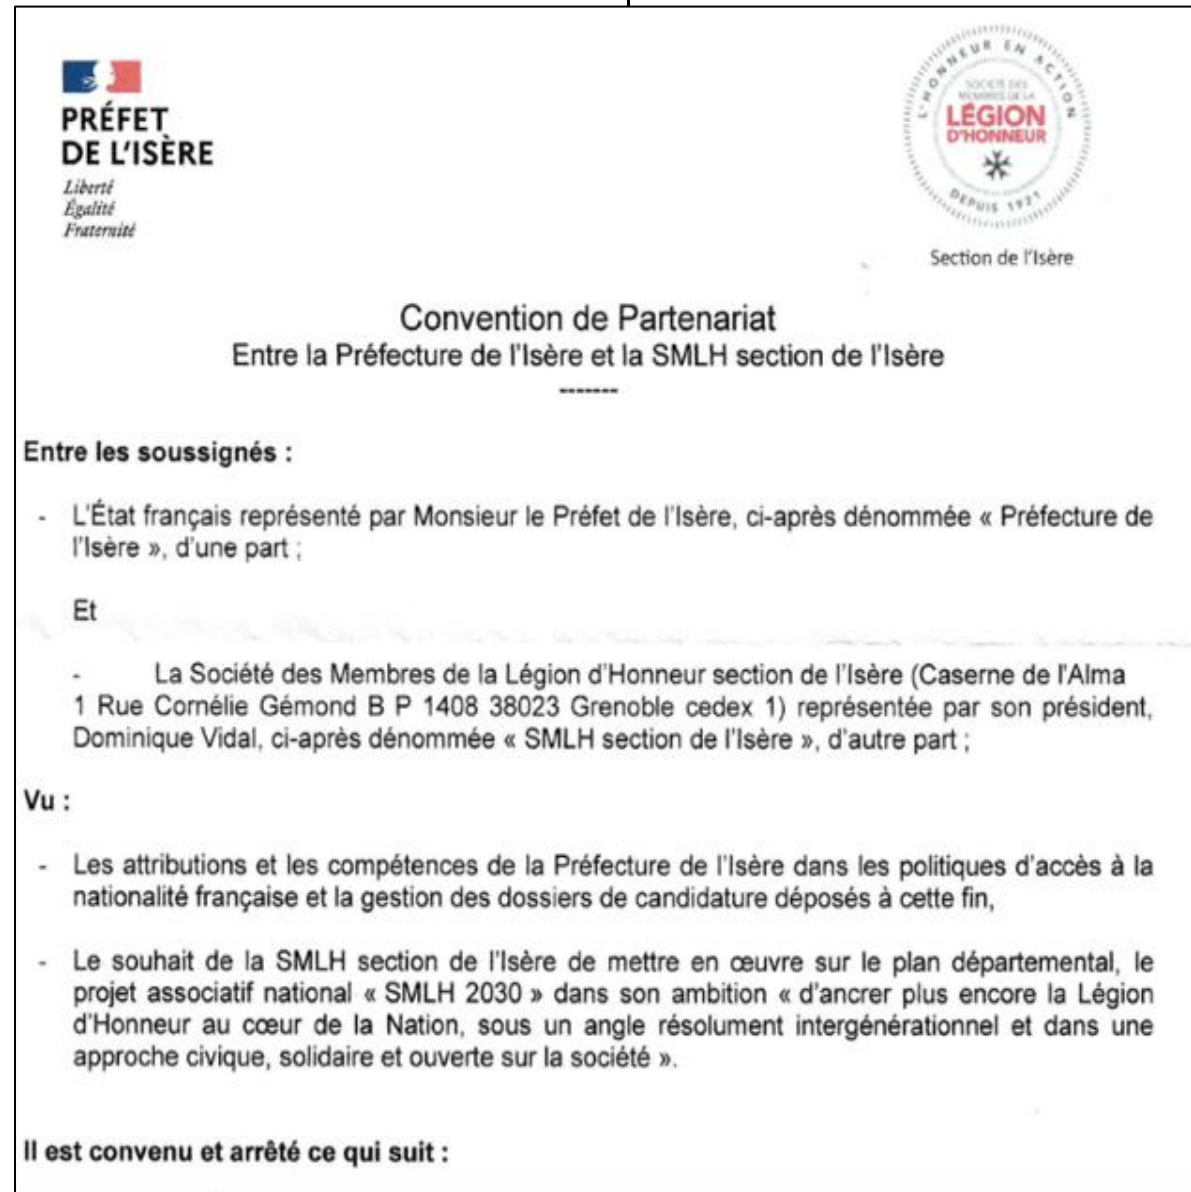 PRÉFET
DE L'ISÈRE
Liberté
Égalité
Fraternité
L'HONNEUR EN ACTION
SOCIÉTÉ DES
MEMBRES DE LA
LÉGION
D'HONNEUR
DEPUIS 1921
Section de l'Isère
Convention de Partenariat
Entre la Préfecture de l'Isère et la SMLH section de l'Isère
-------
Entre les soussignés :
- L'État français représenté par Monsieur le Préfet de l'Isère, ci-après dénommée « Préfecture de
l'Isère », d'une part ;
Et
- La Société des Membres de la Légion d'Honneur section de l'Isère (Caserne de l'Alma
1 Rue Cornélie Gémond B P 1408 38023 Grenoble cedex 1) représentée par son président,
Dominique Vidal, ci-après dénommée « SMLH section de l'Isère », d'autre part ;
Vu :
- Les attributions et les compétences de la Préfecture de l'Isère dans les politiques d'accès à la
nationalité française et la gestion des dossiers de candidature déposés à cette fin,
- Le souhait de la SMLH section de l'Isère de mettre en œuvre sur le plan départemental, le
projet associatif national « SMLH 2030 » dans son ambition « d'ancrer plus encore la Légion
d'Honneur au cœur de la Nation, sous un angle résolument intergénérationnel et dans une
approche civique, solidaire et ouverte sur la société ».
Il est convenu et arrêté ce qui suit :